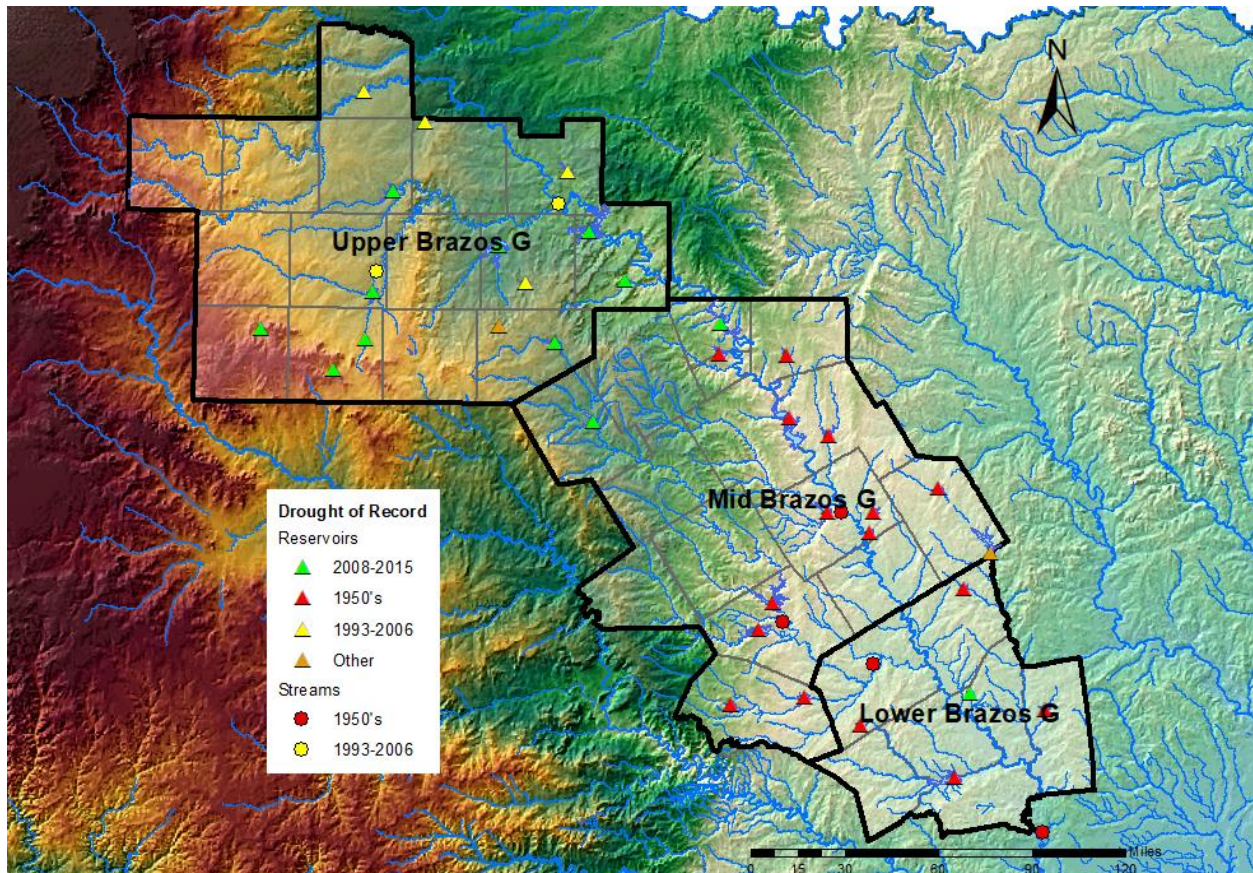 N
Upper Brazos G
Mid Brazos G
Lower Brazos G
Drought of Record
Reservoirs
2008-2015
1950's
1993-2006
Other
Streams
1950's
1993-2006
Miles
0 15 30 60 90 120